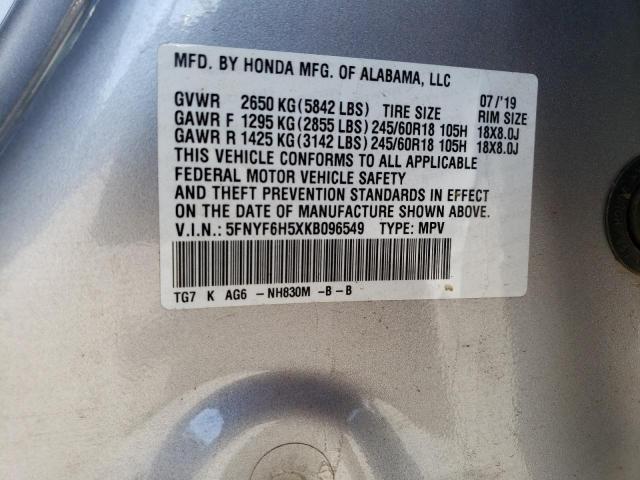 MFD. BY HONDA MFG. OF ALABAMA, LLC
GVWR 2650 KG(5842 LBS) TIRE SIZE 07/'19 RIM SIZE
GAWR F 1295 KG(2855 LBS) 245/60R18 105H 18X8.0J
GAWR R 1425 KG(3142 LBS) 245/60R18 105H 18X8.0J
THIS VEHICLE CONFORMS TO ALL APPLICABLE
FEDERAL MOTOR VEHICLE SAFETY
AND THEFT PREVENTION STANDARDS IN EFFECT
ON THE DATE OF MANUFACTURE SHOWN ABOVE.
V.I.N.: 5FNYF6H5XKB096549 TYPE: MPV
TG7 K AG6 -NH830M -B-B